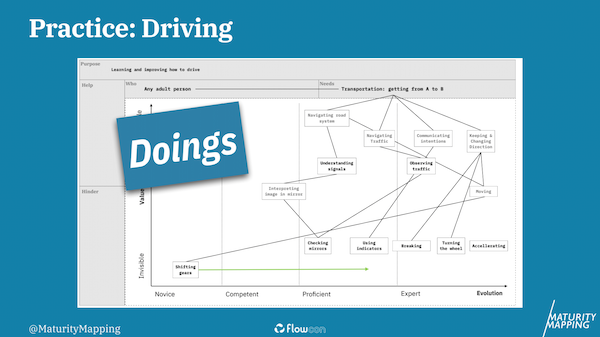 Practice: Driving
Purpose
Learning and improving how to drive
Help
Who
Any adult person
Needs
Transportation: getting from A to B
Navigating road
system
Navigating
Traffic
Communicating
intentions
Keeping &
Changing
Direction
Doings
Understanding
signals
Observing
traffic
Hinder
Interpreting
image in mirror
Moving
Checking
mirrors
Using
indicators
Breaking
Turning
the wheel
Accellerating
Invisible
Shifting
gears
Novice
Competent
Proficient
Expert
Evolution
@MaturityMapping
flowcon
MATURITY
MAPPING